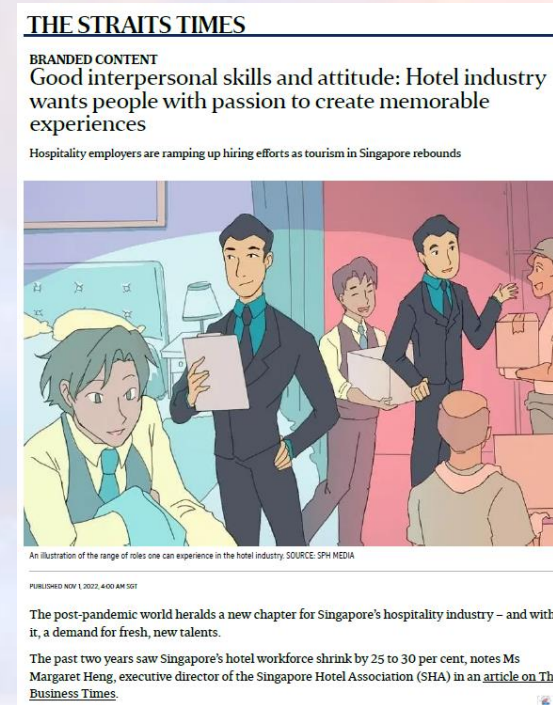 THE STRAITS TIMES
BRANDED CONTENT
Good interpersonal skills and attitude: Hotel industry
wants people with passion to create memorable
experiences
Hospitality employers are ramping up hiring efforts as tourism in Singapore rebounds
An illustration of the range of roles one can experience in the hotel industry. SOURCE: SPH MEDIA
PUBLISHED NOV 1, 2022, 4:00 AM SGT
The post-pandemic world heralds a new chapter for Singapore's hospitality industry – and with
it, a demand for fresh, new talents.
The past two years saw Singapore's hotel workforce shrink by 25 to 30 per cent, notes Ms
Margaret Heng, executive director of the Singapore Hotel Association (SHA) in an article on Th
Business Times.